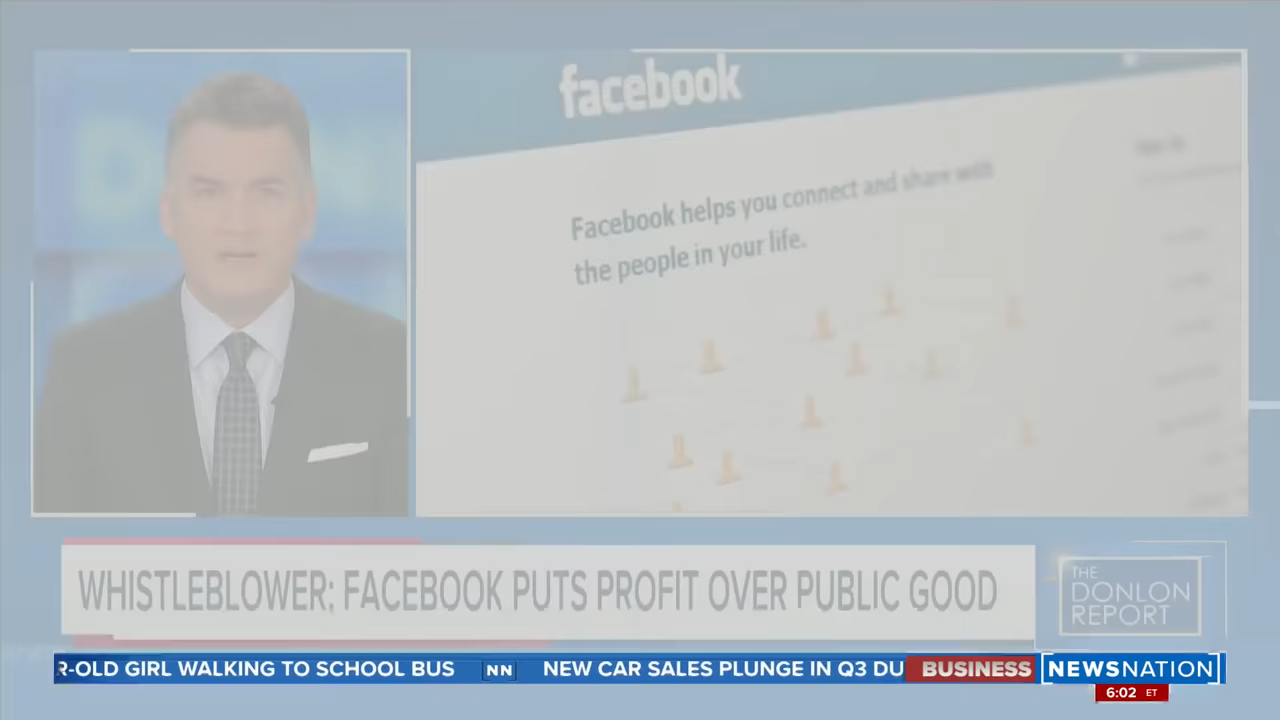 facebook
Facebook helps you connect and share with
the people in your life.
WHISTLEBLOWER: FACEBOOK PUTS PROFIT OVER PUBLIC GOOD
THE
DONLON
REPORT
R-OLD GIRL WALKING TO SCHOOL BUS NN NEW CAR SALES PLUNGE IN Q3 DU BUSINESS NEWSNATION
6:02 ET